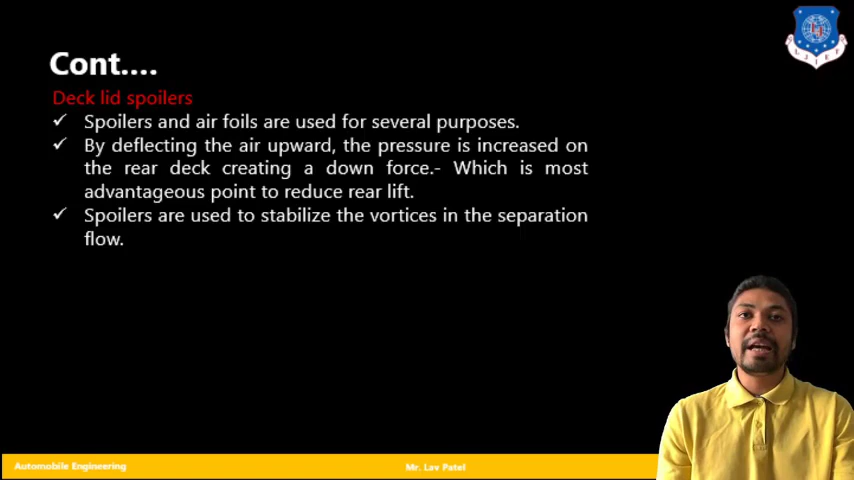 Cont....
Deck lid spoilers
✓ Spoilers and air foils are used for several purposes.
✓ By deflecting the air upward, the pressure is increased on
the rear deck creating a down force.- Which is most
advantageous point to reduce rear lift.
✓ Spoilers are used to stabilize the vortices in the separation
flow.
Automobile Engineering
Mr. Lav Patel